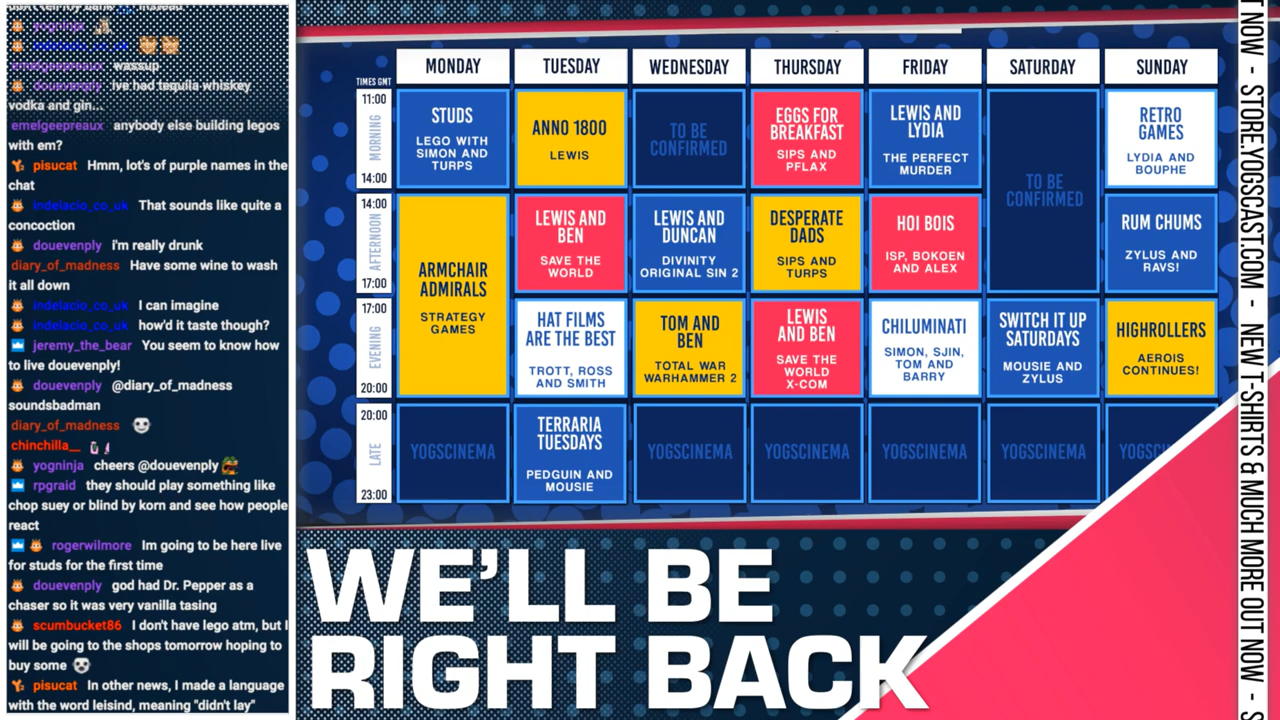 don't tell joy dank instead
yogninja
indelacio_co_uk
emelgeepreaux wassup
douevenply ive had tequila whiskey
vodka and gin...
emelgeepreaux anybody else building legos
with em?
pisucat Hmm, lot's of purple names in the
chat
indelacio_co_uk That sounds like quite a
concoction
douevenply i'm really drunk
diary_of_madness Have some wine to wash
it all down
indelacio_co_uk I can imagine
indelacio_co_uk how'd it taste though?
jeremy_the_bear You seem to know how
to live douevenply!
douevenply @diary_of_madness
soundsbadman
diary_of_madness
chinchilla__
yogninja cheers @douevenply
rpgraid they should play something like
chop suey or blind by korn and see how people
react
rogerwilmore Im going to be here live
for studs for the first time
douevenply god had Dr. Pepper as a
chaser so it was very vanilla tasing
scumbucket86 I don't have lego atm, but I
will be going to the shops tomorrow hoping to
buy some
pisucat In other news, I made a language
with the word leisind, meaning "didn't lay"
TIMES GMT
MONDAY
TUESDAY
WEDNESDAY
THURSDAY
FRIDAY
SATURDAY
SUNDAY
11:00
MORNING
14:00
STUDS
LEGO WITH
SIMON AND
TURPS
ANNO 1800
LEWIS
TO BE
CONFIRMED
EGGS FOR
BREAKFAST
SIPS AND
PFLAX
LEWIS AND
LYDIA
THE PERFECT
MURDER
TO BE
CONFIRMED
RETRO
GAMES
LYDIA AND
BOUPHE
14:00
AFTERNOON
17:00
ARMCHAIR
ADMIRALS
STRATEGY
GAMES
LEWIS AND
BEN
SAVE THE
WORLD
LEWIS AND
DUNCAN
DIVINITY
ORIGINAL SIN 2
DESPERATE
DADS
SIPS AND
TURPS
HOI BOIS
ISP, BOKOEN
AND ALEX
RUM CHUMS
ZYLUS AND
RAVS!
17:00
EVENING
20:00
HAT FILMS
ARE THE BEST
TROTT, ROSS
AND SMITH
TOM AND
BEN
TOTAL WAR
WARHAMMER 2
LEWIS
AND BEN
SAVE THE
WORLD
X-COM
CHILUMINATI
SIMON, SJIN,
TOM AND
BARRY
SWITCH IT UP
SATURDAYS
MOUSIE AND
ZYLUS
HIGHROLLERS
AEROIS
CONTINUES!
20:00
LATE
23:00
YOGSCINEMA
TERRARIA
TUESDAYS
PEDGUIN AND
MOUSIE
YOGSCINEMA
YOGSCINEMA
YOGSCINEMA
YOGSCINEMA
YOGSC
WE'LL BE
RIGHT BACK
T NOW - STORE.YOGSCAST.COM - NEW T-SHIRTS & MUCH MORE OUT NOW - S